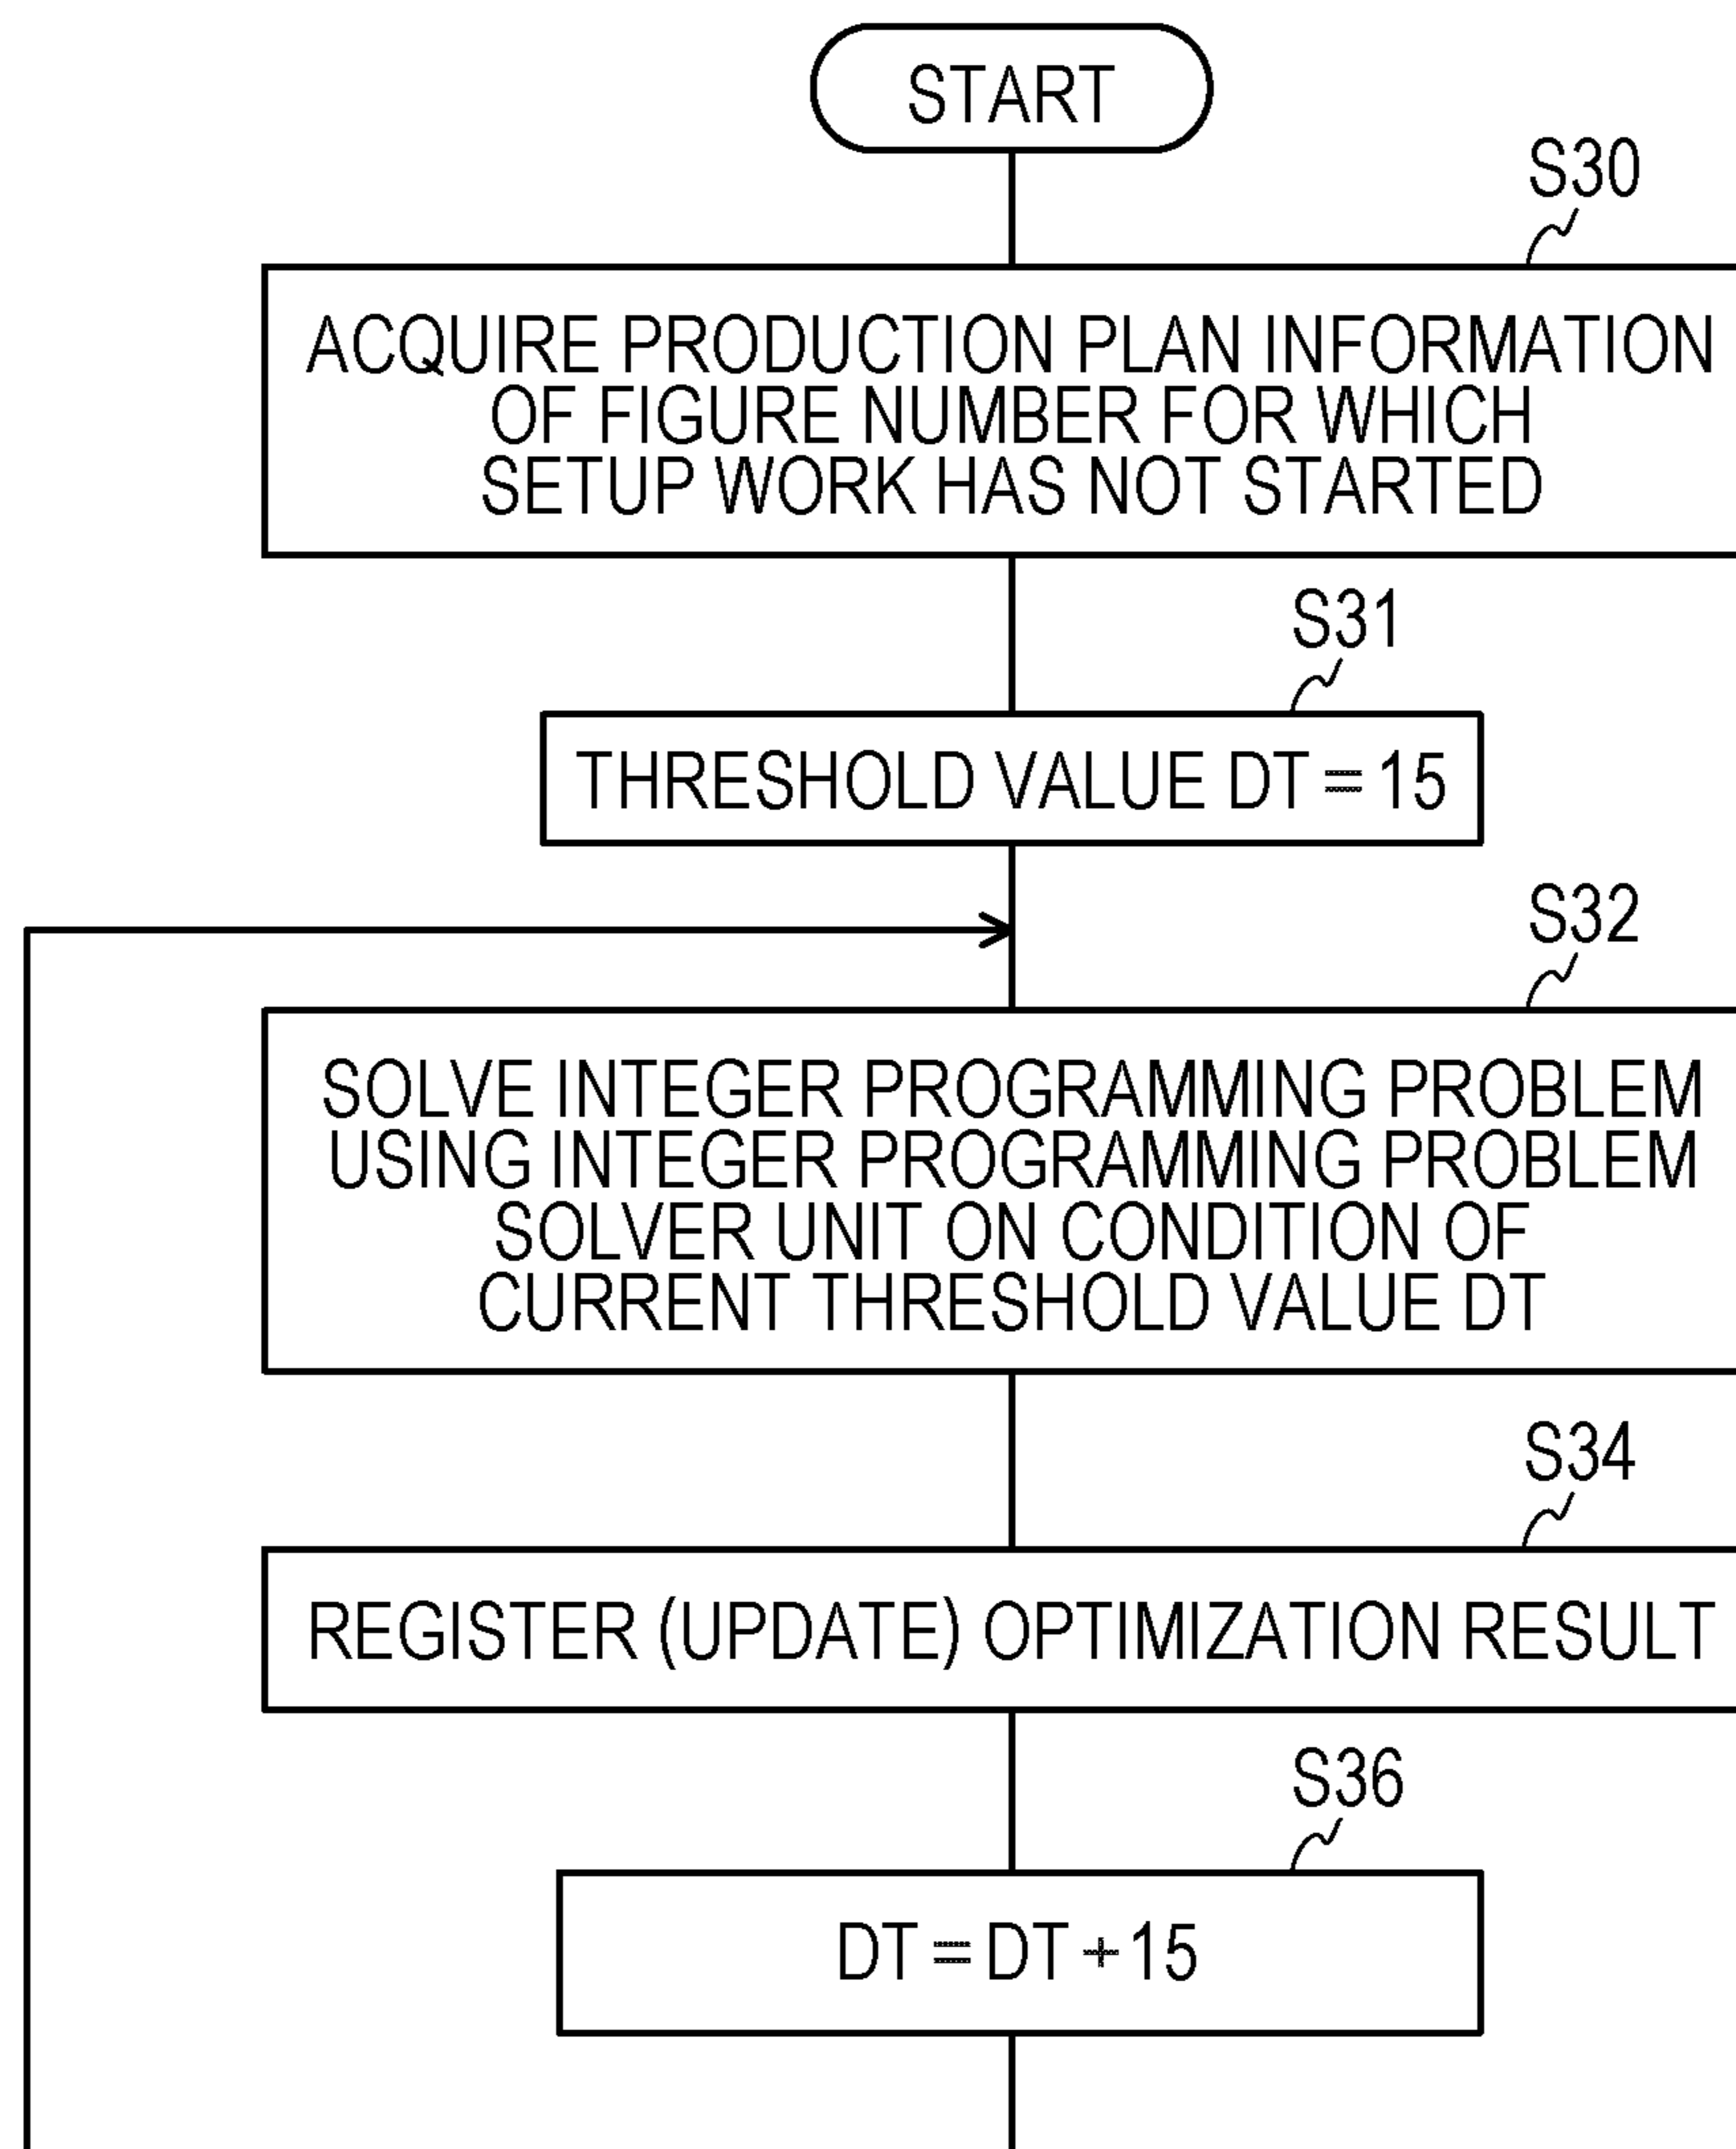 START
S30
ACQUIRE PRODUCTION PLAN INFORMATION
OF FIGURE NUMBER FOR WHICH
SETUP WORK HAS NOT STARTED
S31
THRESHOLD VALUE DT = 15
S32
SOLVE INTEGER PROGRAMMING PROBLEM
USING INTEGER PROGRAMMING PROBLEM
SOLVER UNIT ON CONDITION OF
CURRENT THRESHOLD VALUE DT
S34
REGISTER (UPDATE) OPTIMIZATION RESULT
S36
DT = DT + 15